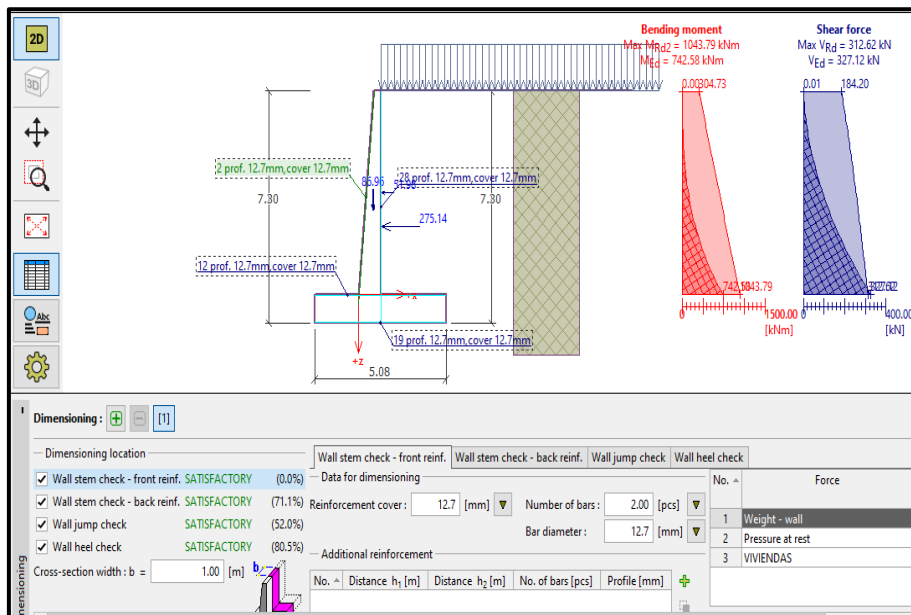 2D
3D
Abc
Bending moment
Max MRd2 = 1043.79 kNm
MEd = 742.58 kNm
0.00
304.73
1043.79
0
1500.00
[kNm]
Shear force
Max VRd = 312.62 kN
VEd = 327.12 kN
0.01
184.20
0
400.00
[kN]
2 prof. 12.7mm,cover 12.7mm
28 prof. 12.7mm,cover 12.7mm
275.14
7.30
7.30
12 prof. 12.7mm,cover 12.7mm
+x
19 prof. 12.7mm,cover 12.7mm
+z
5.08
Dimensioning :
[1]
Dimensioning location
Wall stem check - front reinf. SATISFACTORY (0.0%)
Wall stem check - back reinf. SATISFACTORY (71.1%)
Wall jump check SATISFACTORY (52.0%)
Wall heel check SATISFACTORY (80.5%)
Cross-section width : b = 1.00 [m]
b
Wall stem check - front reinf.
Wall stem check - back reinf.
Wall jump check
Wall heel check
Data for dimensioning
Reinforcement cover : 12.7 [mm]
Number of bars : 2.00 [pcs]
Bar diameter : 12.7 [mm]
Additional reinforcement
No. Distance h1 [m] Distance h2 [m] No. of bars [pcs] Profile [mm]
No. Force
1 Weight - wall
2 Pressure at rest
3 VIVIENDAS